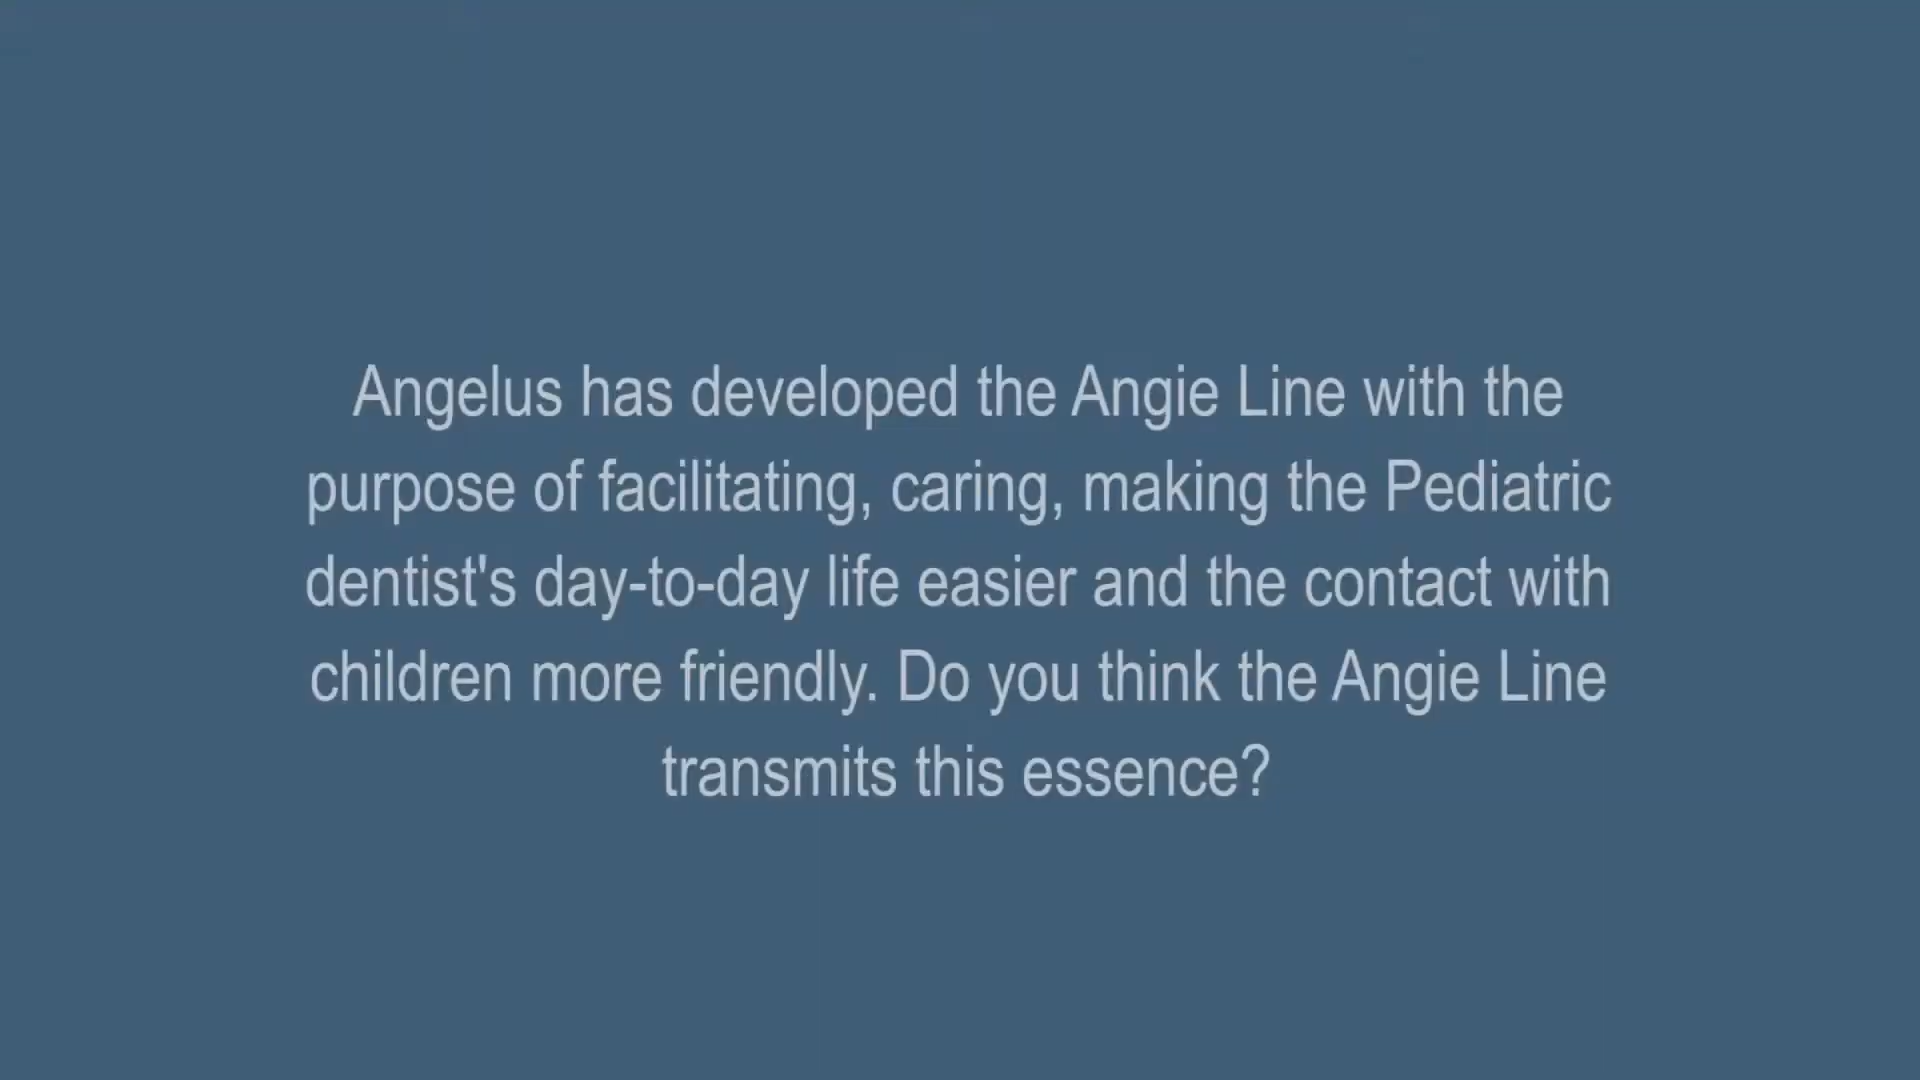 Angelus has developed the Angie Line with the
purpose of facilitating, caring, making the Pediatric
dentist's day-to-day life easier and the contact with
children more friendly. Do you think the Angie Line
transmits this essence?